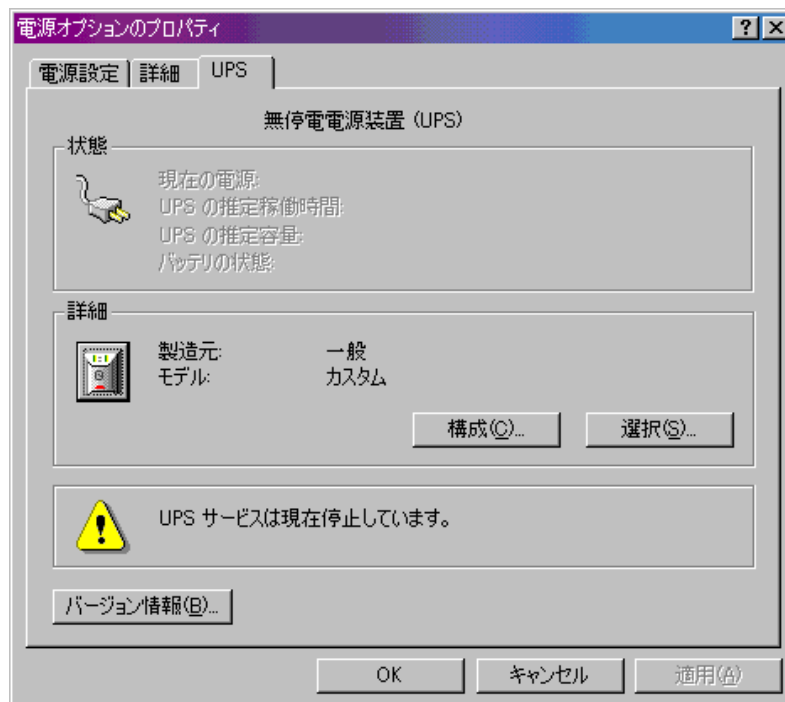 電源オプションのプロパティ
電源設定 詳細 UPS
無停電電源装置 (UPS)
状態
現在の電源:
UPS の推定稼働時間:
UPS の推定容量:
バッテリの状態:
詳細
製造元: 一般
モデル: カスタム
構成(C)... 選択(S)...
UPS サービスは現在停止しています。
バージョン情報(B)...
OK キャンセル 適用(A)